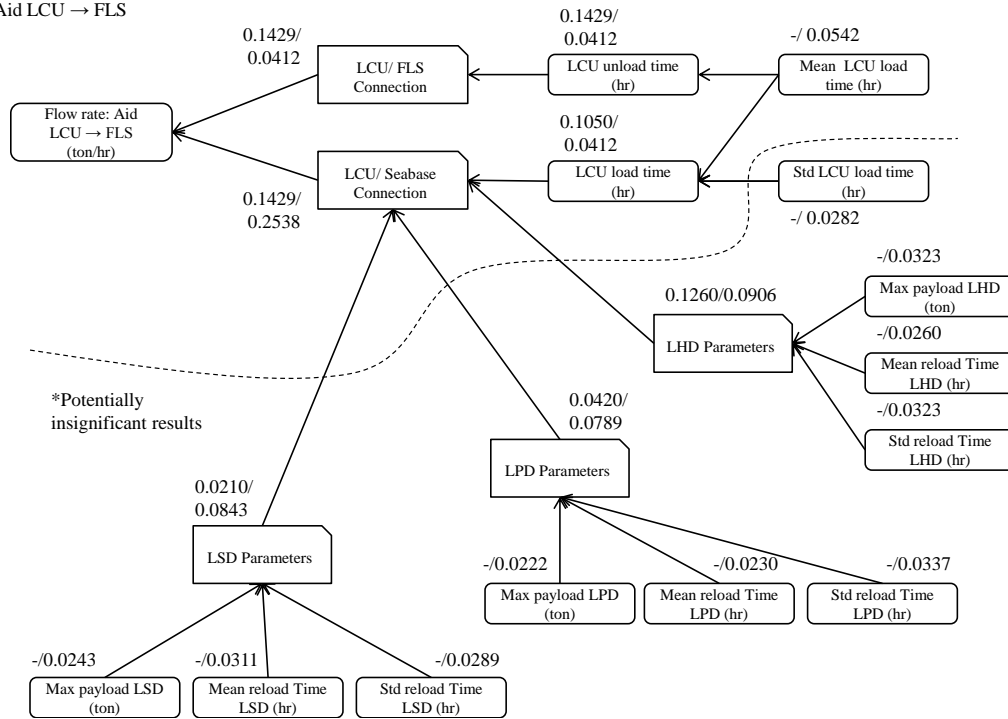 Aid LCU → FLS
0.1429/
0.0412
LCU/ FLS
Connection
0.1429/
0.0412
LCU unload time
(hr)
-/ 0.0542
Mean  LCU load
time (hr)
Flow rate: Aid
LCU → FLS
(ton/hr)
0.1050/
0.0412
LCU/ Seabase
Connection
LCU load time
(hr)
Std LCU load time
(hr)
0.1429/
0.2538
-/ 0.0282
-/0.0323
Max payload LHD
(ton)
0.1260/0.0906
LHD Parameters
-/0.0260
Mean reload Time
LHD (hr)
-/0.0323
Std reload Time
LHD (hr)
*Potentially
insignificant results
0.0420/
0.0789
LPD Parameters
0.0210/
0.0843
LSD Parameters
-/0.0222
Max payload LPD
(ton)
-/0.0230
Mean reload Time
LPD (hr)
-/0.0337
Std reload Time
LPD (hr)
-/0.0243
Max payload LSD
(ton)
-/0.0311
Mean reload Time
LSD (hr)
-/0.0289
Std reload Time
LSD (hr)